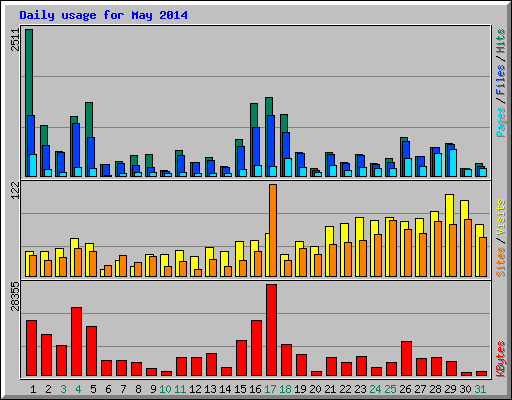 Daily usage for May 2014
2511
Pages/Files/Hits
122
Sites/Visits
28355
KBytes
1 2 3 4 5 6 7 8 9 10 11 12 13 14 15 16 17 18 19 20 21 22 23 24 25 26 27 28 29 30 31